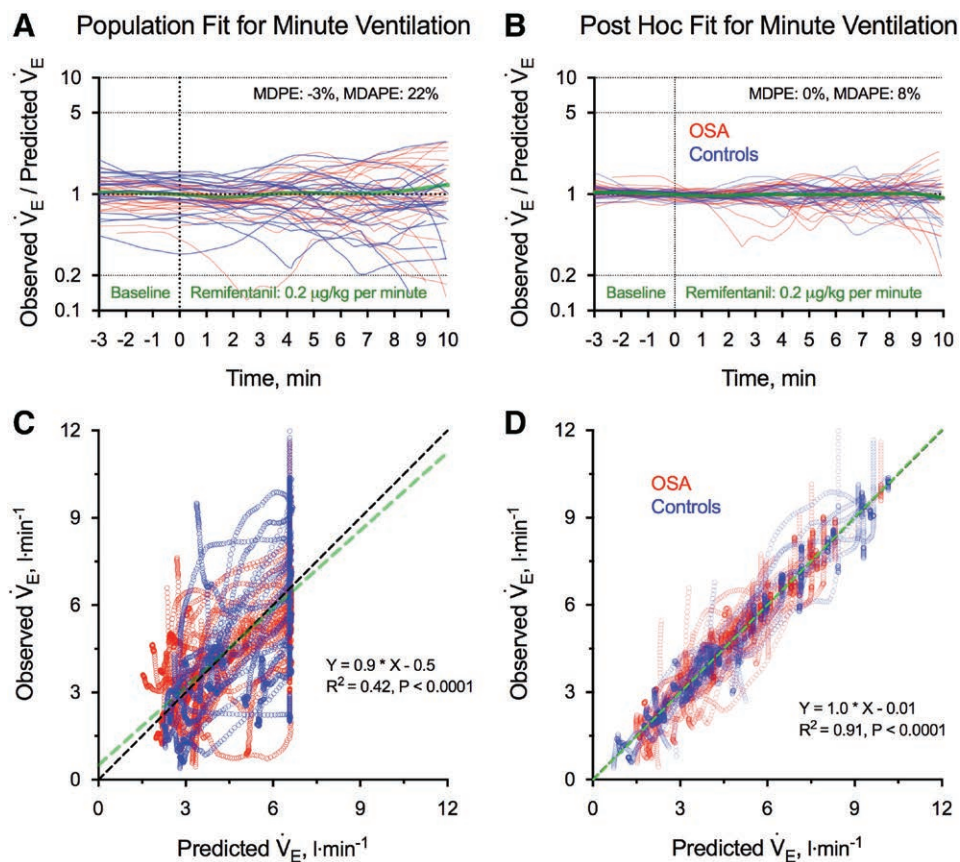 A Population Fit for Minute Ventilation
Observed V̇E / Predicted V̇E
10
5
1
0.2
0.1
MDPE: -3%, MDAPE: 22%
Baseline
Remifentanil: 0.2 µg/kg per minute
-3 -2 -1 0 1 2 3 4 5 6 7 8 9 10
Time, min
B Post Hoc Fit for Minute Ventilation
Observed V̇E / Predicted V̇E
10
5
1
0.2
0.1
MDPE: 0%, MDAPE: 8%
OSA
Controls
Baseline
Remifentanil: 0.2 µg/kg per minute
-3 -2 -1 0 1 2 3 4 5 6 7 8 9 10
Time, min
C
Observed V̇E, l·min⁻¹
12
9
6
3
0
Y = 0.9 * X - 0.5
R² = 0.42, P < 0.0001
0 3 6 9 12
Predicted V̇E, l·min⁻¹
D
Observed V̇E, l·min⁻¹
12
9
6
3
0
OSA
Controls
Y = 1.0 * X - 0.01
R² = 0.91, P < 0.0001
0 3 6 9 12
Predicted V̇E, l·min⁻¹